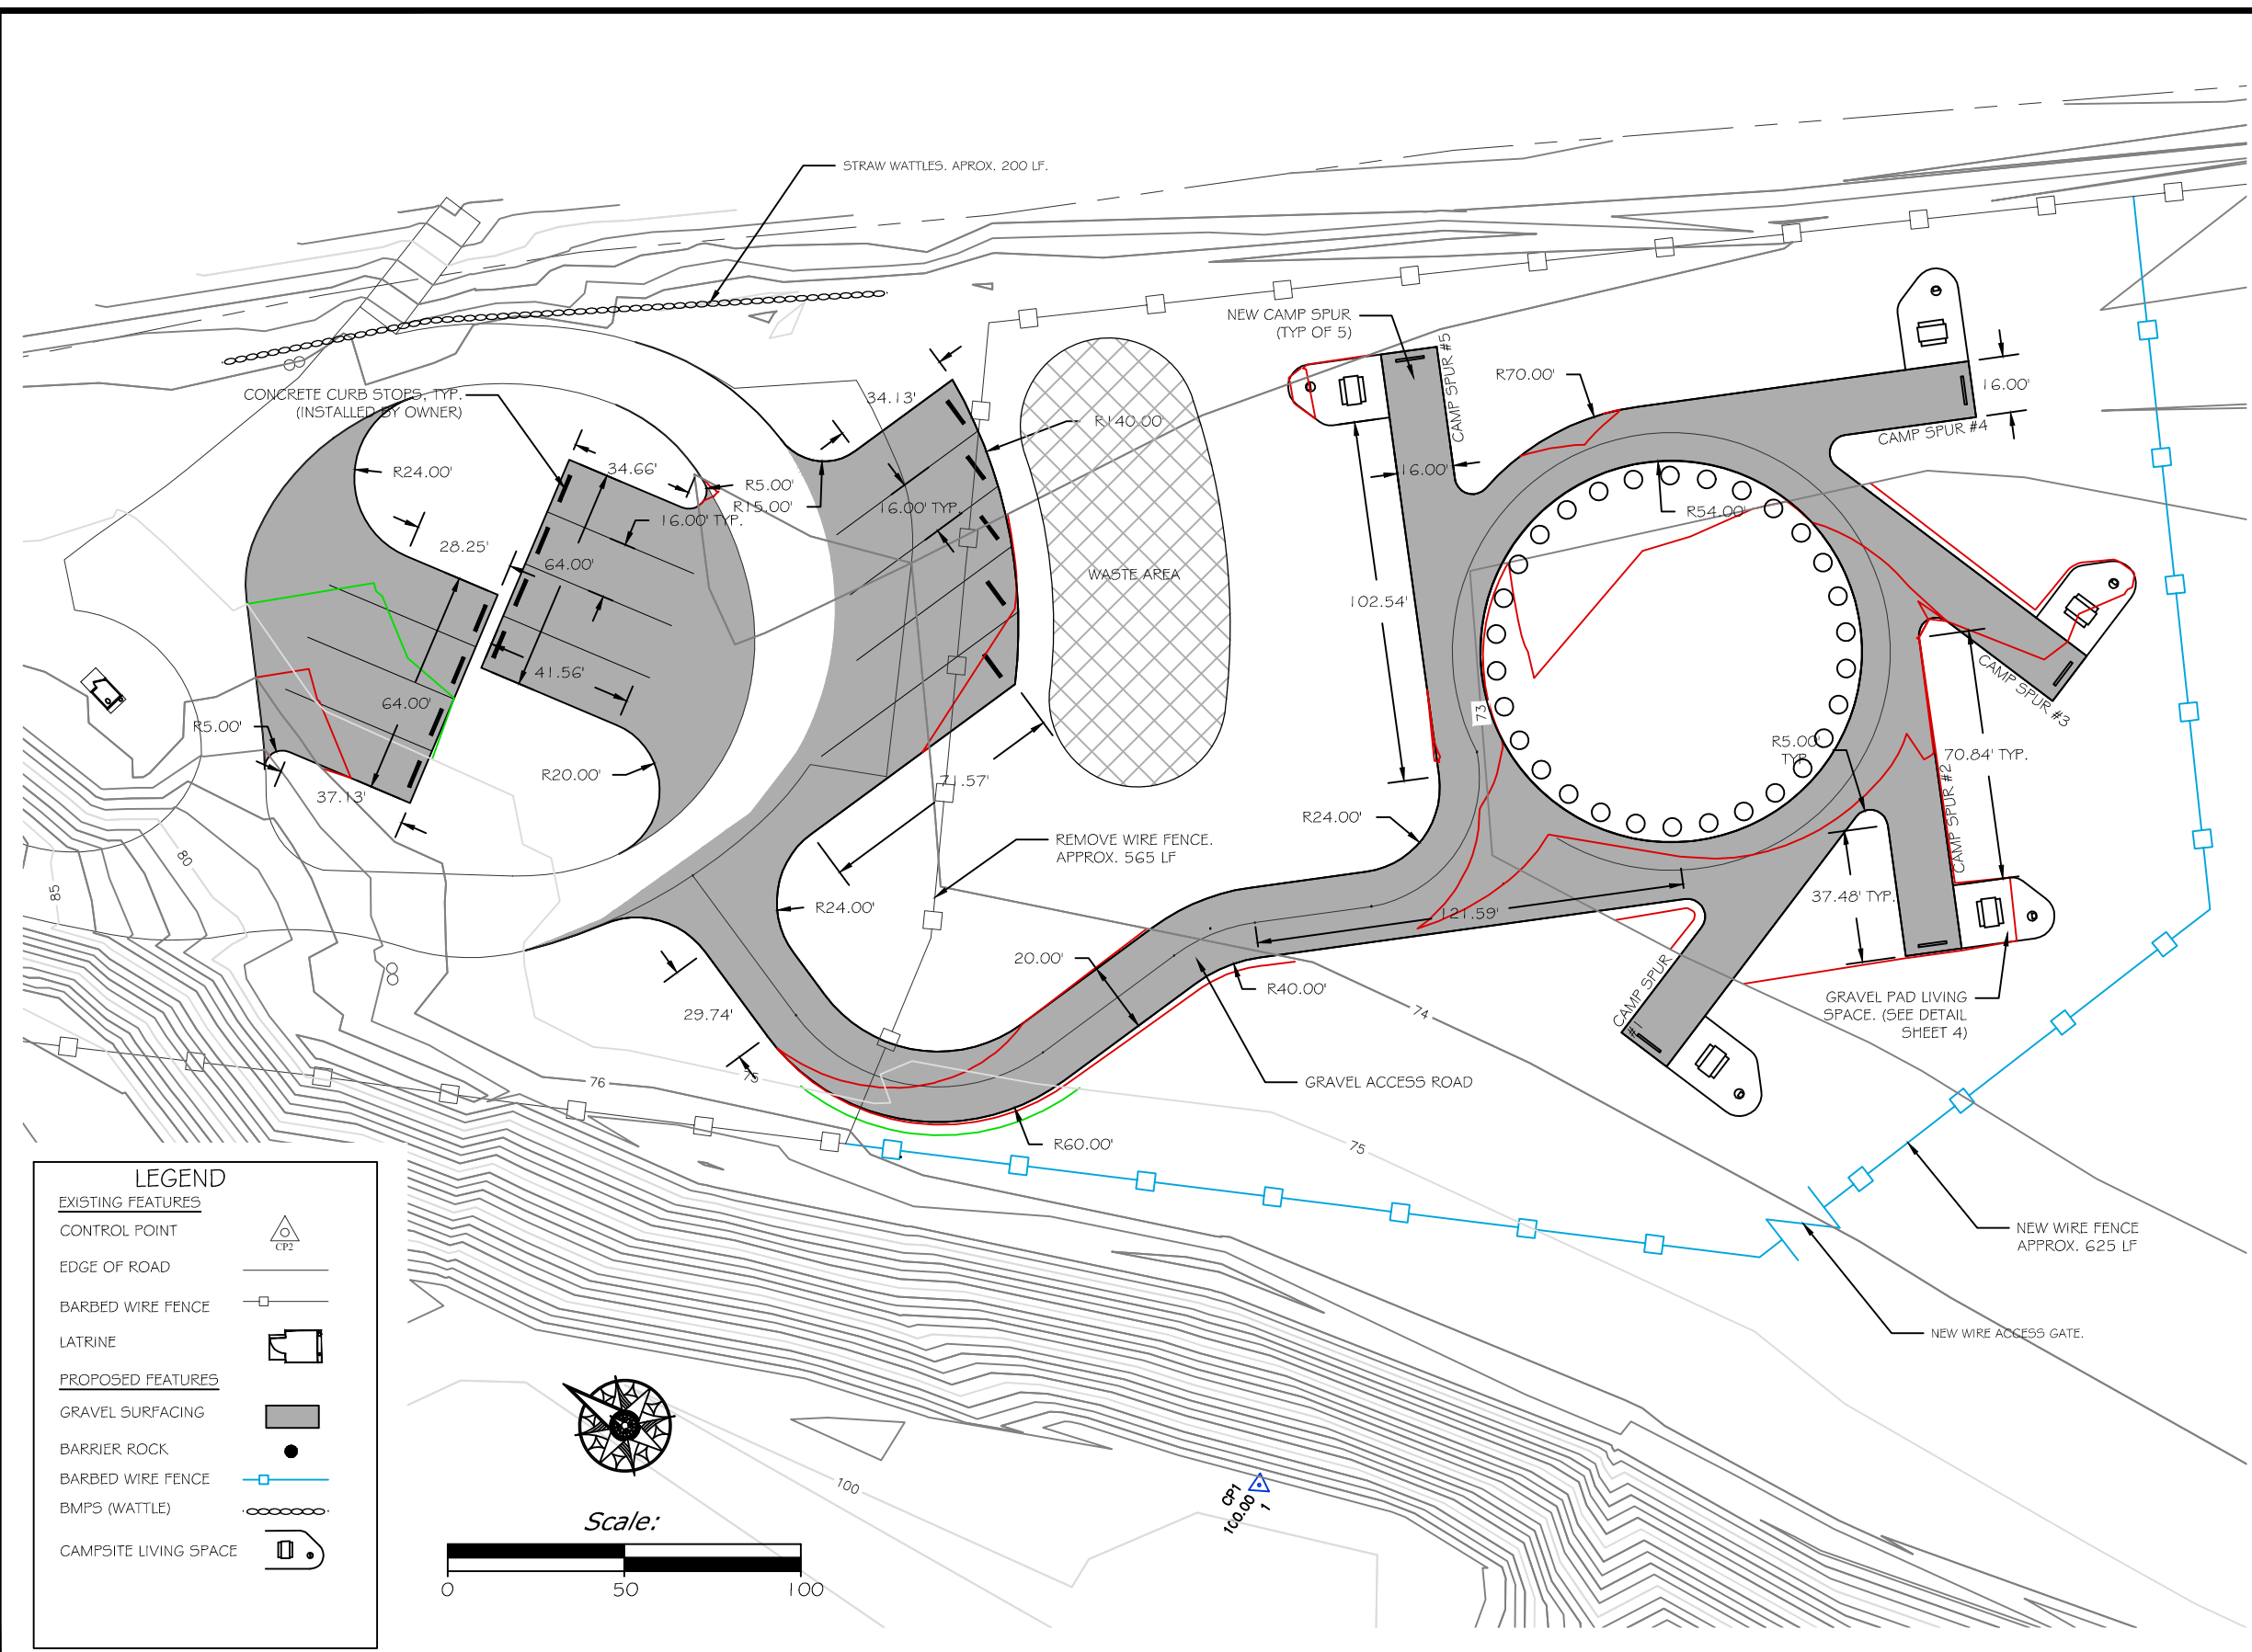 STRAW WATTLES. APROX. 200 LF.
NEW CAMP SPUR
(TYP OF 5)
CAMP SPUR #5
R70.00'
16.00'
CAMP SPUR #4
CONCRETE CURB STOPS, TYP.
(INSTALLED BY OWNER)
34.13'
R140.00'
R24.00'
34.66'
R5.00'
R15.00'
16.00' TYP.
16.00' TYP.
16.00'
R54.00'
28.25'
64.00'
WASTE AREA
102.54'
41.56'
64.00'
R5.00'
R20.00'
37.13'
71.57'
73
CAMP SPUR #3
R5.00'
TYP
70.84' TYP.
CAMP SPUR #2
REMOVE WIRE FENCE.
APPROX. 565 LF
R24.00'
80
85
R24.00'
121.59'
37.48' TYP.
20.00'
R40.00'
CAMP SPUR
#1
GRAVEL PAD LIVING
SPACE. (SEE DETAIL
SHEET 4)
29.74'
74
76
75
GRAVEL ACCESS ROAD
R60.00'
75
NEW WIRE FENCE
APPROX. 625 LF
NEW WIRE ACCESS GATE.
LEGEND
EXISTING FEATURES
CONTROL POINT
CP2
EDGE OF ROAD
BARBED WIRE FENCE
LATRINE
PROPOSED FEATURES
GRAVEL SURFACING
BARRIER ROCK
BARBED WIRE FENCE
BMPS (WATTLE)
CAMPSITE LIVING SPACE
100
CP1
100.00
1
Scale:
0 50 100